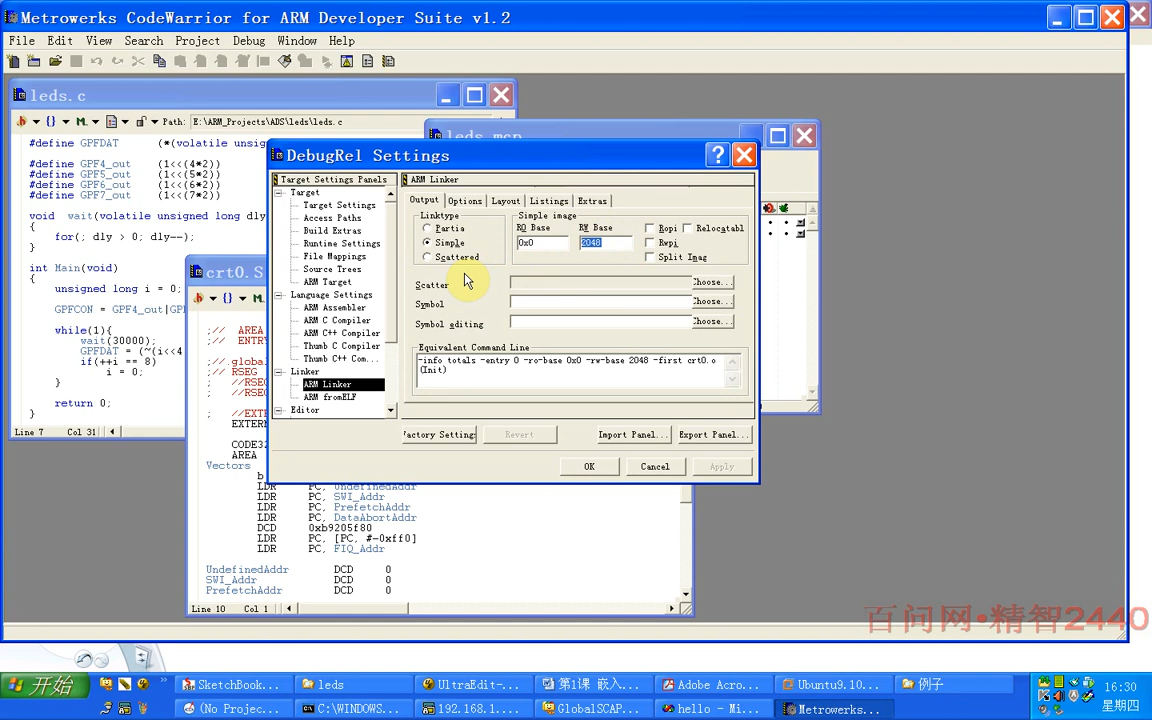 Metrowerks CodeWarrior for ARM Developer Suite v1.2
File Edit View Search Project Debug Window Help
leds.c
Path: E:\ARM_Projects\ADS\leds\leds.c
#define GPFDAT (*(volatile unsig
#define GPF4_out (1<<(4*2))
#define GPF5_out (1<<(5*2))
#define GPF6_out (1<<(6*2))
#define GPF7_out (1<<(7*2))
void wait(volatile unsigned long dly
{
for(; dly > 0; dly--);
}
int Main(void)
{
unsigned long i = 0;
GPFCON = GPF4_out|GP
while(1){
wait(30000);
GPFDAT = (~(i<<4
if(++i == 8)
i = 0;
}
return 0;
}
Line 7 Col 31
leds.mcp
crt0.S
;// AREA
;// ENTRY
;//.global
;// RSEG
;//RSE
;//RSE
; //EXT
EXTERN
CODE32
AREA
Vectors
b
LDR PC, UndefinedAddr
LDR PC, SWI_Addr
LDR PC, PrefetchAddr
LDR PC, DataAbortAddr
DCD 0xb9205f80
LDR PC, [PC, #-0xff0]
LDR PC, FIQ_Addr
UndefinedAddr DCD 0
SWI_Addr DCD 0
PrefetchAddr DCD 0
Line 10 Col 1
DebugRel Settings
Target Settings Panels
Target
Target Settings
Access Paths
Build Extras
Runtime Settings
File Mappings
Source Trees
ARM Target
Language Settings
ARM Assembler
ARM C Compiler
ARM C++ Compiler
Thumb C Compiler
Thumb C++ Com...
Linker
ARM Linker
ARM fromELF
Editor
ARM Linker
Output Options Layout Listings Extras
Linktype
Partia
Simple
Scattered
Simple image
RO Base RW Base
0x0 2048
Ropi Relocatabl
Rwpi
Split Imag
Scatter Choose...
Symbol Choose...
Symbol editing Choose...
Equivalent Command Line
-info totals -entry 0 -ro-base 0x0 -rw-base 2048 -first crt0.o
(Init)
Factory Setting Revert Import Panel... Export Panel...
OK Cancel Apply
百问网•精智2440
开始 SketchBook... leds UltraEdit-... 第1课 嵌入... Adobe Acro... Ubuntu9.10... 例子
(No Projec... C:\WINDOWS... 192.168.1.... GlobalSCAP... hello - Mi... Metrowerks...
16:30
星期四